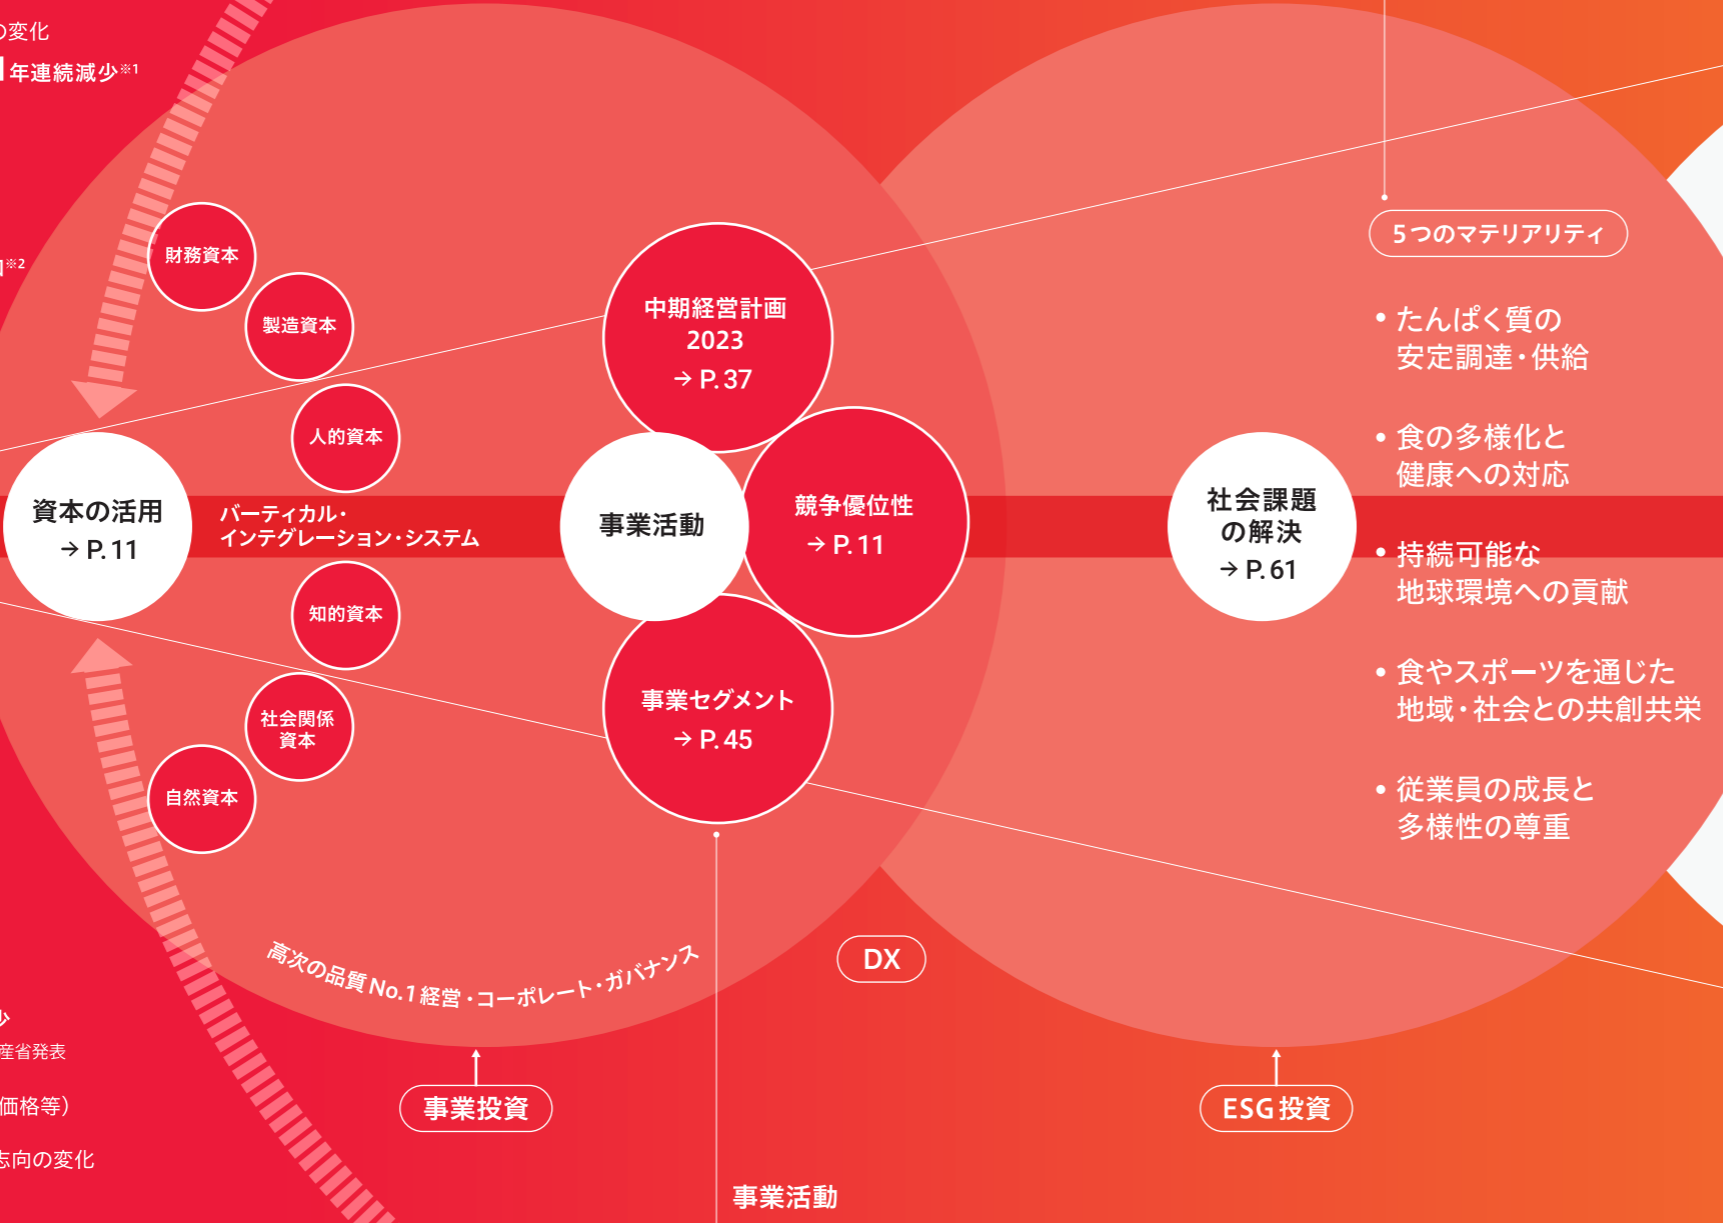 の変化
年連続減少※1
※2
財務資本
製造資本
人的資本
資本の活用
→ P.11
バーティカル・
インテグレーション・システム
知的資本
社会関係
資本
自然資本
中期経営計画
2023
→ P.37
事業活動
競争優位性
→ P.11
事業セグメント
→ P.45
高次の品質No.1経営・コーポレート・ガバナンス
社会課題
の解決
→ P.61
5つのマテリアリティ
• たんぱく質の
安定調達・供給
• 食の多様化と
健康への対応
• 持続可能な
地球環境への貢献
• 食やスポーツを通じた
地域・社会との共創共栄
• 従業員の成長と
多様性の尊重
DX
少
産省発表
価格等）
志向の変化
事業投資
ESG投資
事業活動